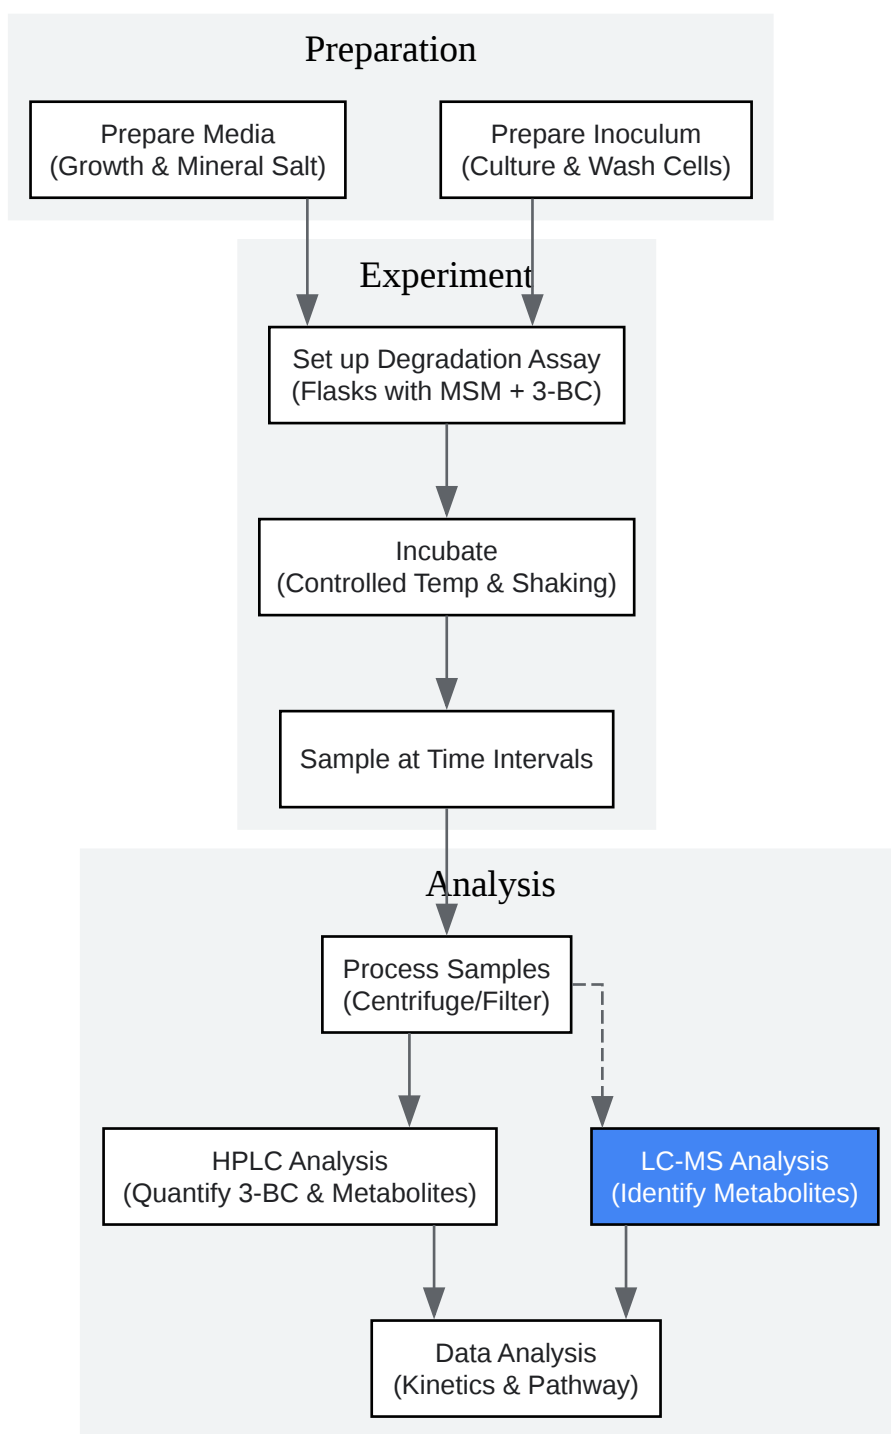 Preparation
Prepare Media
(Growth & Mineral Salt)
Prepare Inoculum
(Culture & Wash Cells)
Experiment
Set up Degradation Assay
(Flasks with MSM + 3-BC)
Incubate
(Controlled Temp & Shaking)
Sample at Time Intervals
Analysis
Process Samples
(Centrifuge/Filter)
HPLC Analysis
(Quantify 3-BC & Metabolites)
LC-MS Analysis
(Identify Metabolites)
Data Analysis
(Kinetics & Pathway)